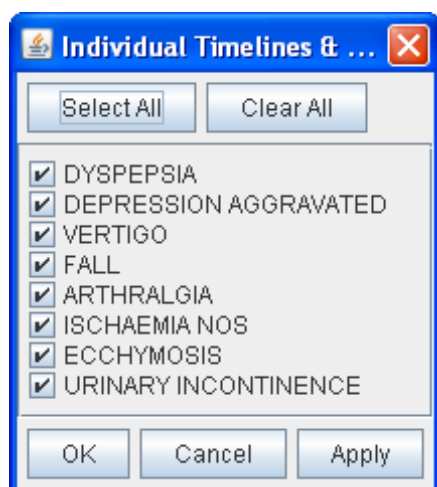 Individual Timelines & ...
Select All Clear All
DYSPEPSIA
DEPRESSION AGGRAVATED
VERTIGO
FALL
ARTHRALGIA
ISCHAEMIA NOS
ECCHYMOSIS
URINARY INCONTINENCE
OK Cancel Apply